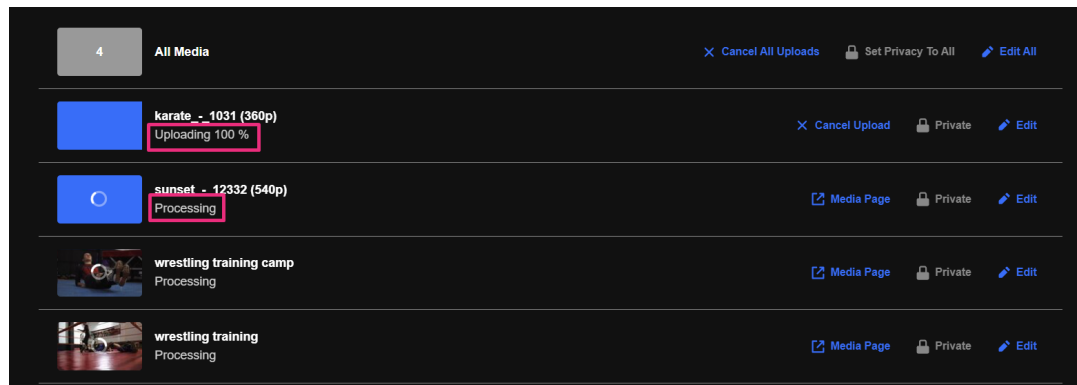 4 All Media Cancel All Uploads Set Privacy To All Edit All
karate_-_1031 (360p)
Uploading 100 % Cancel Upload Private Edit
sunset_-_12332 (540p)
Processing Media Page Private Edit
wrestling training camp
Processing Media Page Private Edit
wrestling training
Processing Media Page Private Edit